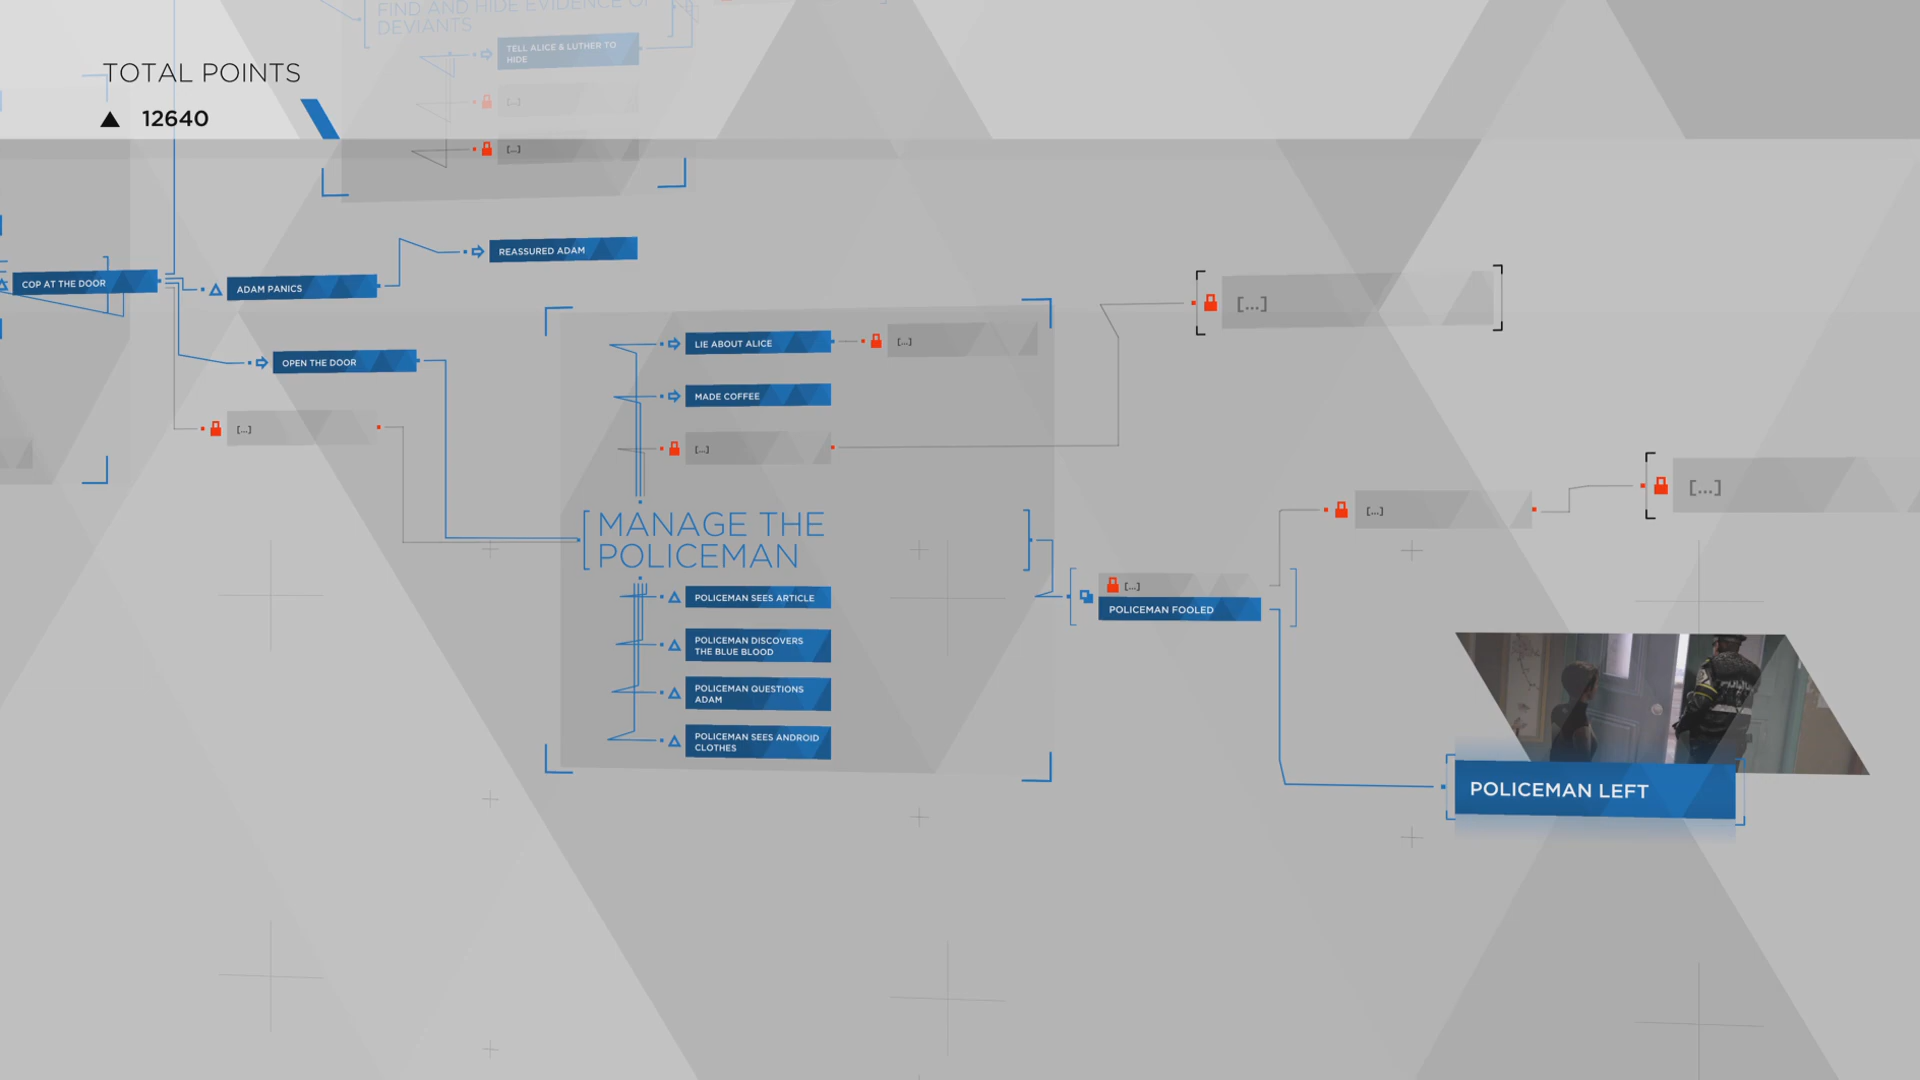 FIND AND HIDE EVIDENCE OF
DEVIANTS
TELL ALICE & LUTHER TO
HIDE
TOTAL POINTS
12640
[...]
[...]
REASSURED ADAM
COP AT THE DOOR
ADAM PANICS
[...]
LIE ABOUT ALICE
[...]
OPEN THE DOOR
MADE COFFEE
[...]
[...]
[...]
[...]
MANAGE THE
POLICEMAN
[...]
POLICEMAN FOOLED
POLICEMAN SEES ARTICLE
POLICEMAN DISCOVERS
THE BLUE BLOOD
POLICEMAN QUESTIONS
ADAM
POLICEMAN SEES ANDROID
CLOTHES
POLICEMAN LEFT